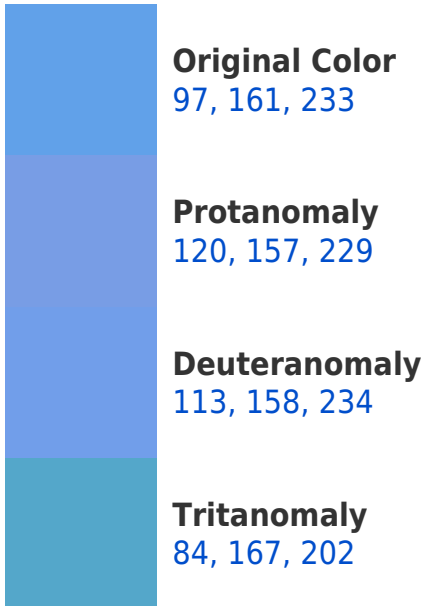 Original Color
97, 161, 233
Protanomaly
120, 157, 229
Deuteranomaly
113, 158, 234
Tritanomaly
84, 167, 202